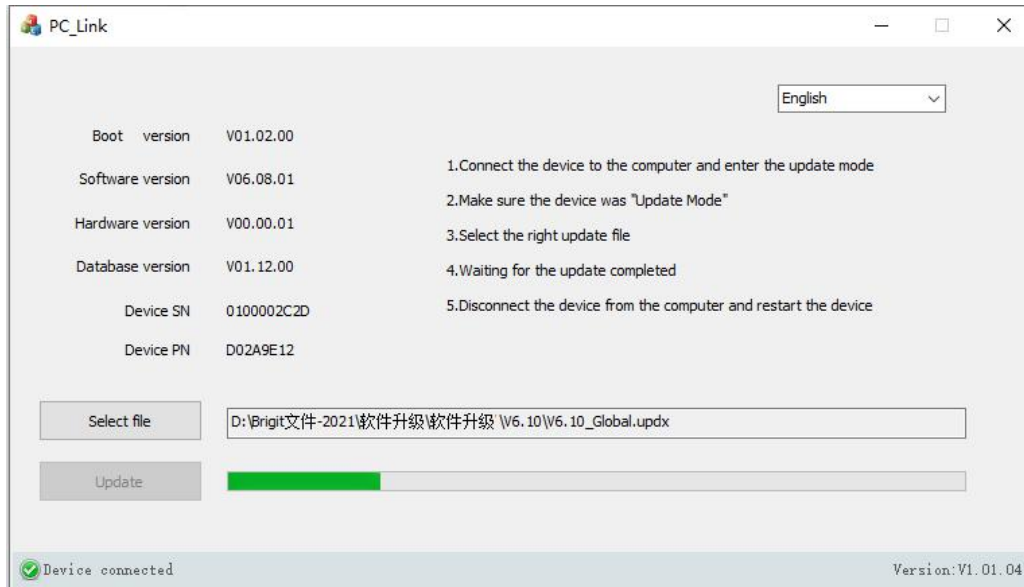 PC_Link
English
Boot version V01.02.00
Software version V06.08.01
Hardware version V00.00.01
Database version V01.12.00
Device SN 0100002C2D
Device PN D02A9E12
1.Connect the device to the computer and enter the update mode
2.Make sure the device was "Update Mode"
3.Select the right update file
4.Waiting for the update completed
5.Disconnect the device from the computer and restart the device
Select file
D:\Brigit文件-2021\软件升级\软件升级\V6.10\V6.10_Global.updx
Update
Device connected
Version:V1.01.04